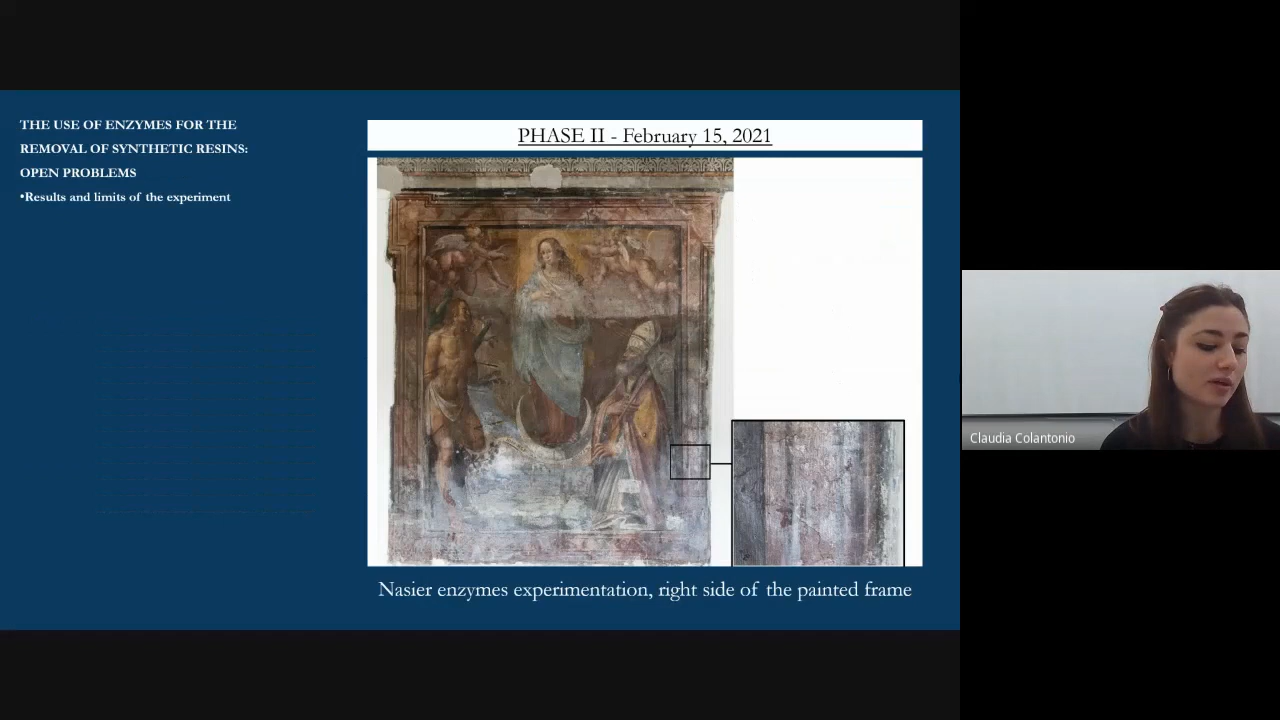 THE USE OF ENZYMES FOR THE
REMOVAL OF SYNTHETIC RESINS:
OPEN PROBLEMS
•Results and limits of the experiment
PHASE II - February 15, 2021
Nasier enzymes experimentation, right side of the painted frame
Claudia Colantonio